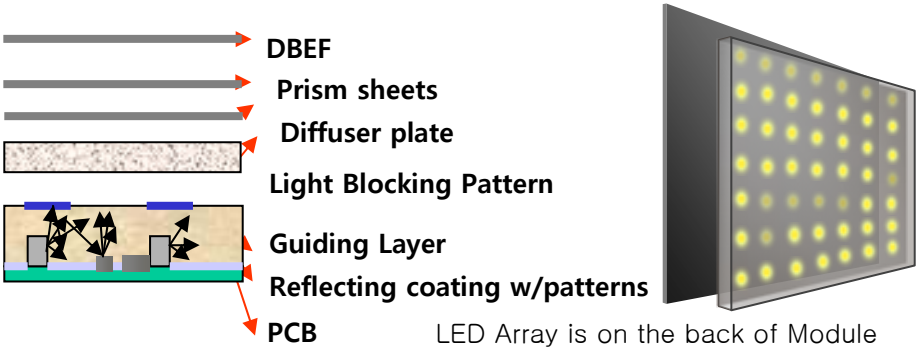 DBEF
Prism sheets
Diffuser plate
Light Blocking Pattern
Guiding Layer
Reflecting coating w/patterns
PCB
LED Array is on the back of Module